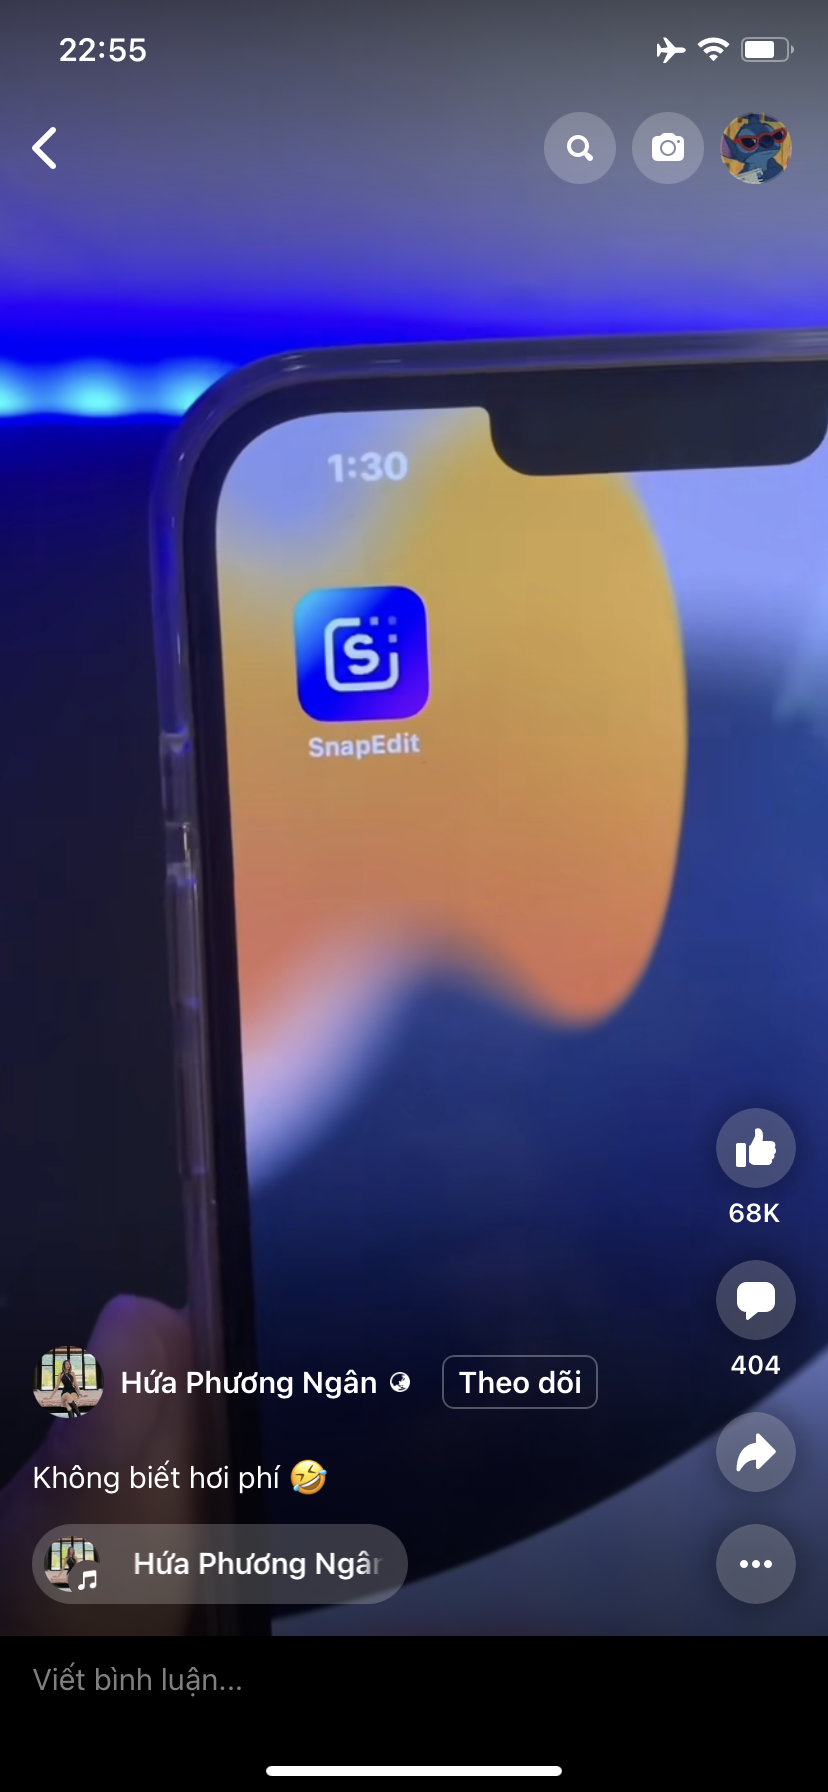 22:55
1:30
S
SnapEdit
68K
404
Hứa Phương Ngân
Theo dõi
Không biết hơi phí 🤣
Hứa Phương Ngân
Viết bình luận...